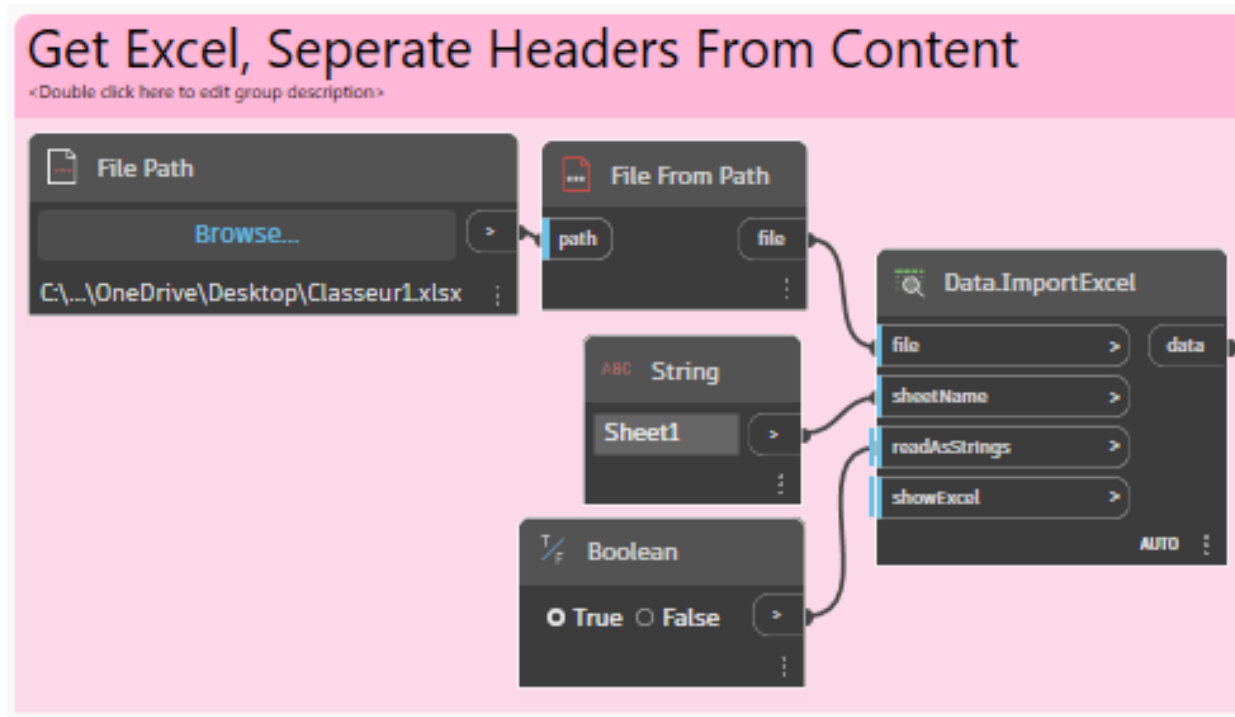 Get Excel, Seperate Headers From Content
<Double click here to edit group description>
File Path
Browse...
>
C:\...\OneDrive\Desktop\Classeur1.xlsx
File From Path
path
file
String
ABC
Sheet1
>
Boolean
T/F
True
False
>
Data.ImportExcel
file >
data
sheetName >
readAsStrings >
showExcel >
AUTO